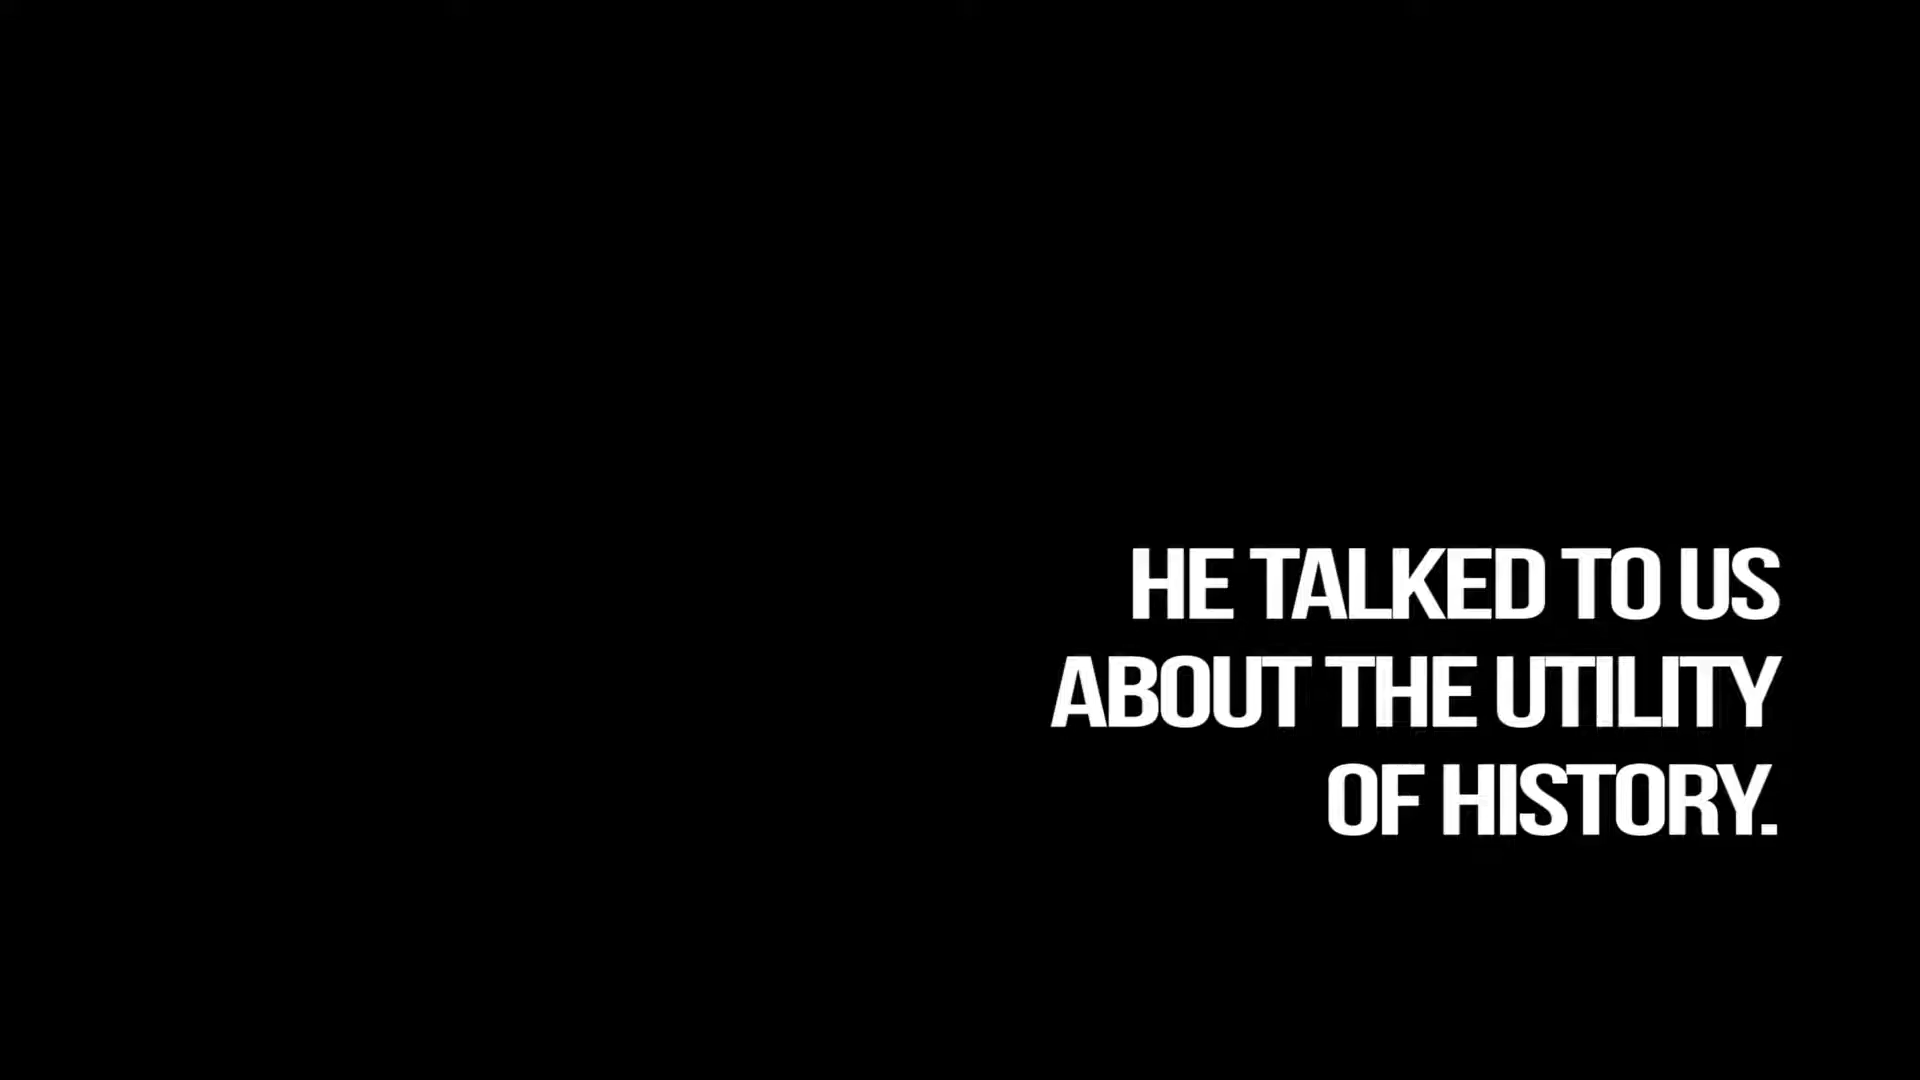 HE TALKED TO US
ABOUT THE UTILITY
OF HISTORY.